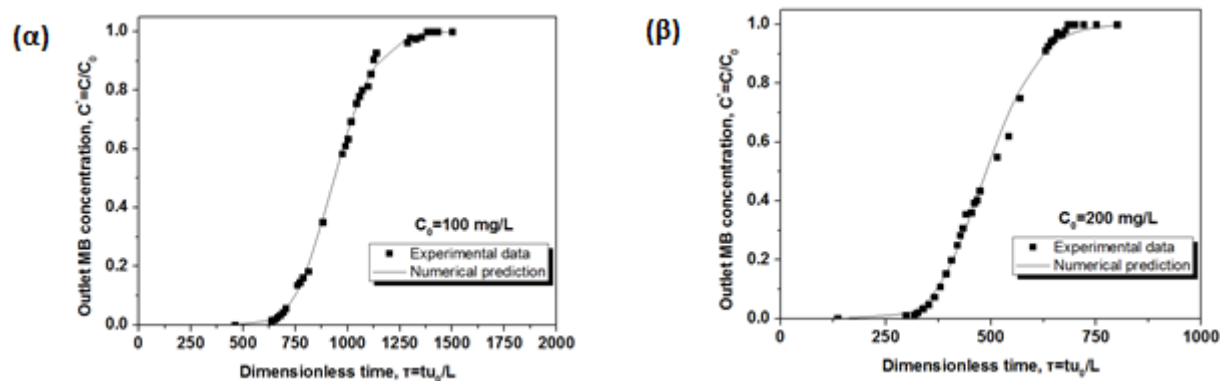 (α)
Outlet MB concentration, C*=C/C0
1.0
0.8
0.6
0.4
0.2
0.0
C0=100 mg/L
Experimental data
Numerical prediction
0 250 500 750 1000 1250 1500 1750 2000
Dimensionless time, τ=tu0/L
(β)
Outlet MB concentration, C*=C/C0
1.0
0.8
0.6
0.4
0.2
0.0
C0=200 mg/L
Experimental data
Numerical prediction
0 250 500 750 1000
Dimensionless time, τ=tu0/L